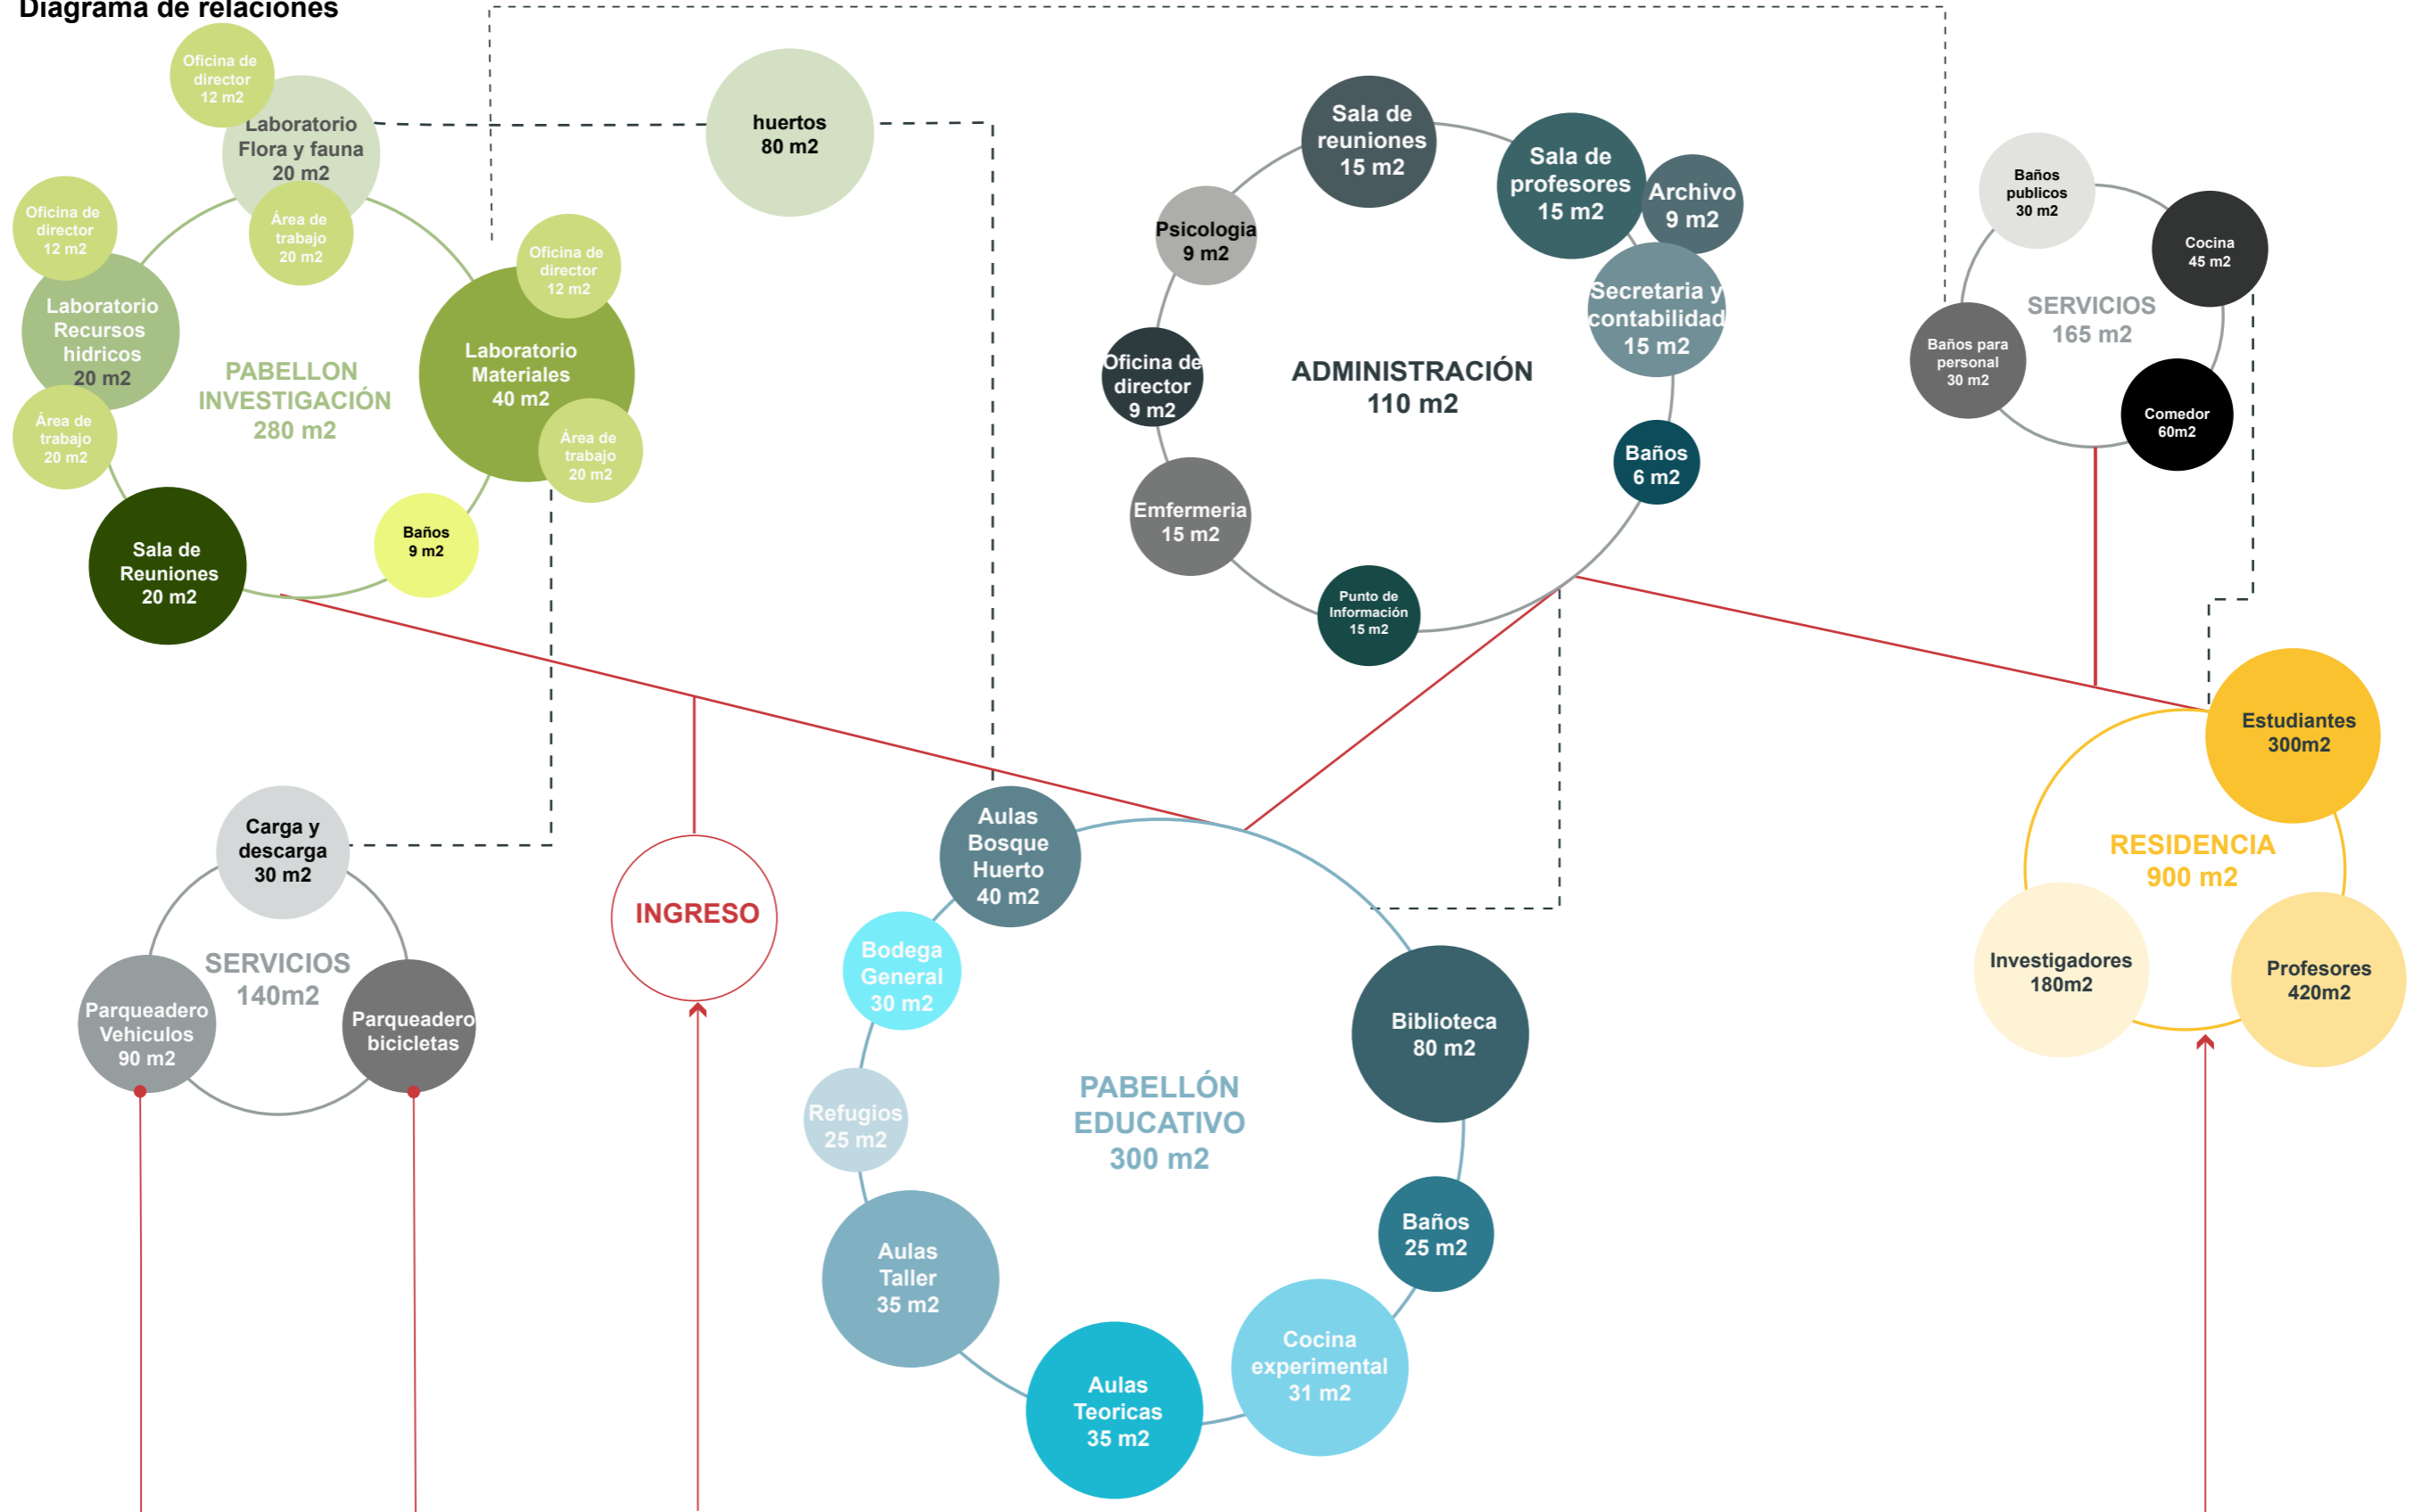 Diagrama de relaciones
Oficina de
director
12 m2
Laboratorio
Flora y fauna
20 m2
Área de
trabajo
20 m2
Oficina de
director
12 m2
Laboratorio
Recursos
hidricos
20 m2
Área de
trabajo
20 m2
PABELLON
INVESTIGACIÓN
280 m2
Oficina de
director
12 m2
Laboratorio
Materiales
40 m2
Área de
trabajo
20 m2
Sala de
Reuniones
20 m2
Baños
9 m2
huertos
80 m2
Sala de
reuniones
15 m2
Sala de
profesores
15 m2
Archivo
9 m2
Psicologia
9 m2
Secretaria y
contabilidad
15 m2
Oficina de
director
9 m2
ADMINISTRACIÓN
110 m2
Baños
6 m2
Emfermeria
15 m2
Punto de
Información
15 m2
Baños
publicos
30 m2
Cocina
45 m2
SERVICIOS
165 m2
Baños para
personal
30 m2
Comedor
60m2
Carga y
descarga
30 m2
SERVICIOS
140m2
Parqueadero
Vehiculos
90 m2
Parqueadero
bicicletas
INGRESO
Aulas
Bosque
Huerto
40 m2
Bodega
General
30 m2
Biblioteca
80 m2
Refugios
25 m2
PABELLÓN
EDUCATIVO
300 m2
Baños
25 m2
Aulas
Taller
35 m2
Cocina
experimental
31 m2
Aulas
Teoricas
35 m2
Estudiantes
300m2
RESIDENCIA
900 m2
Investigadores
180m2
Profesores
420m2